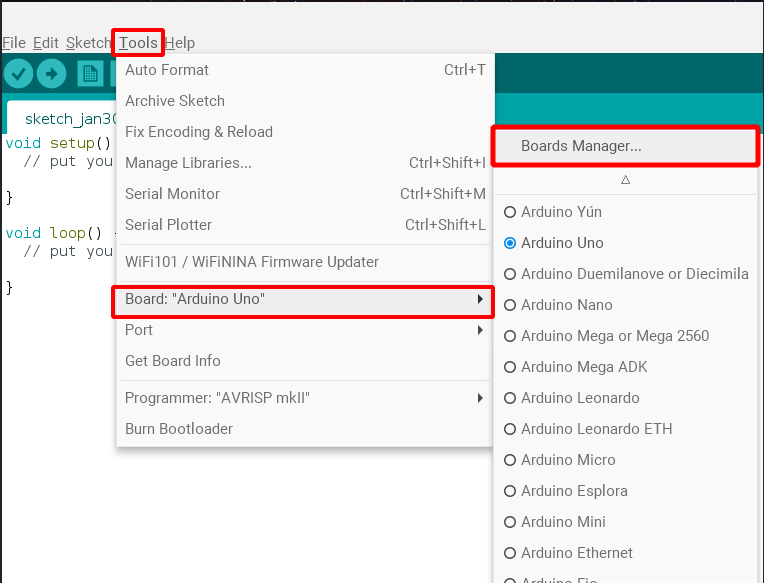 File Edit Sketch Tools Help
sketch_jan30
void setup()
// put you
}
void loop() {
// put you
}
Auto Format Ctrl+T
Archive Sketch
Fix Encoding & Reload
Manage Libraries... Ctrl+Shift+I
Serial Monitor Ctrl+Shift+M
Serial Plotter Ctrl+Shift+L
WiFi101 / WiFiNINA Firmware Updater
Board: "Arduino Uno"
Port
Get Board Info
Programmer: "AVRISP mkII"
Burn Bootloader
Boards Manager...
Arduino Yún
Arduino Uno
Arduino Duemilanove or Diecimila
Arduino Nano
Arduino Mega or Mega 2560
Arduino Mega ADK
Arduino Leonardo
Arduino Leonardo ETH
Arduino Micro
Arduino Esplora
Arduino Mini
Arduino Ethernet
Arduino Fio